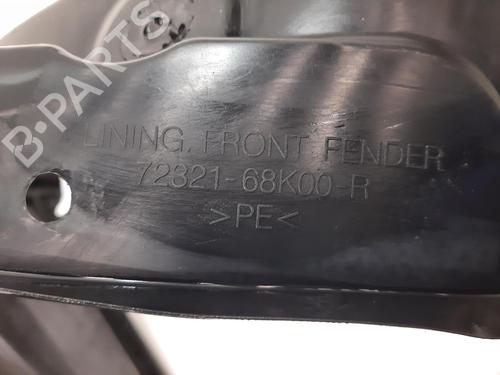 B-PARTS
LINING. FRONT FENDER
72321-68K00-R
>PE<